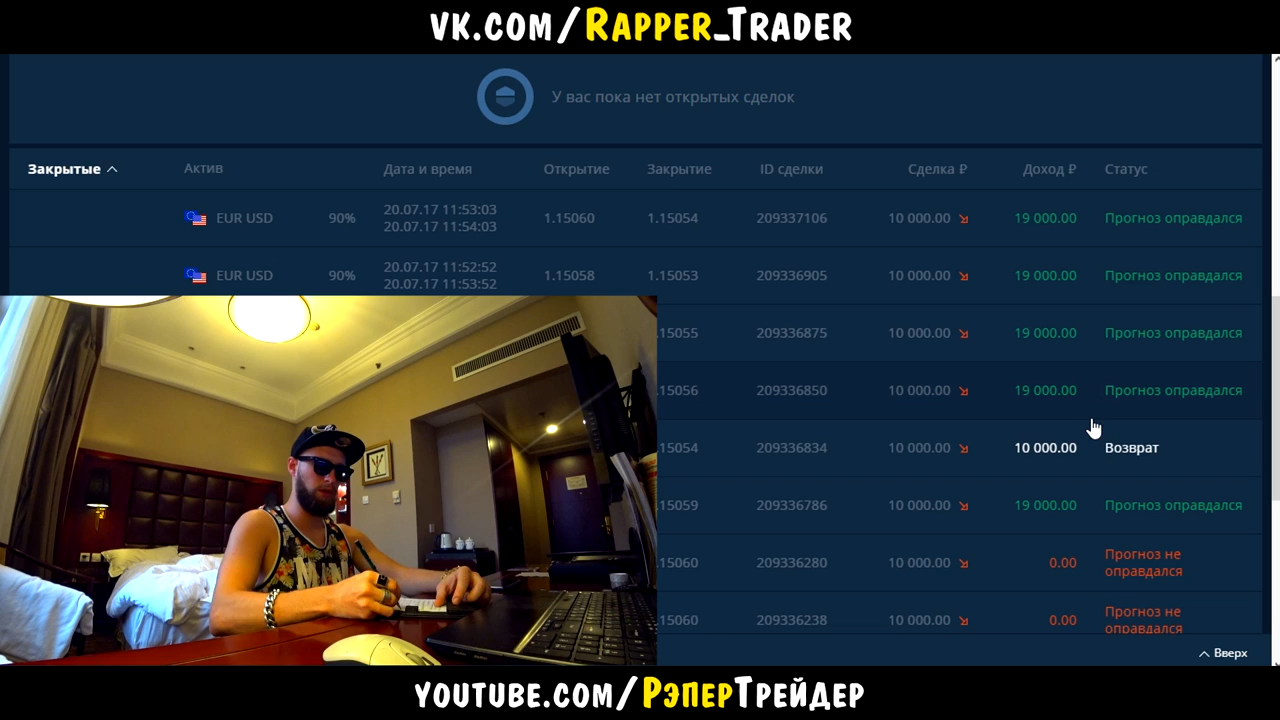 vk.com/Rapper_Trader
У вас пока нет открытых сделок
Закрытые Актив Дата и время Открытие Закрытие ID сделки Сделка ₽ Доход ₽ Статус
EUR USD 90% 20.07.17 11:53:03 1.15060 1.15054 209337106 10 000.00 19 000.00 Прогноз оправдался
20.07.17 11:54:03
EUR USD 90% 20.07.17 11:52:52 1.15058 1.15053 209336905 10 000.00 19 000.00 Прогноз оправдался
20.07.17 11:53:52
.15055 209336875 10 000.00 19 000.00 Прогноз оправдался
.15056 209336850 10 000.00 19 000.00 Прогноз оправдался
.15054 209336834 10 000.00 10 000.00 Возврат
.15059 209336786 10 000.00 19 000.00 Прогноз оправдался
.15060 209336280 10 000.00 0.00 Прогноз не
оправдался
.15060 209336238 10 000.00 0.00 Прогноз не
оправдался
Вверх
youtube.com/РэперТрейдер